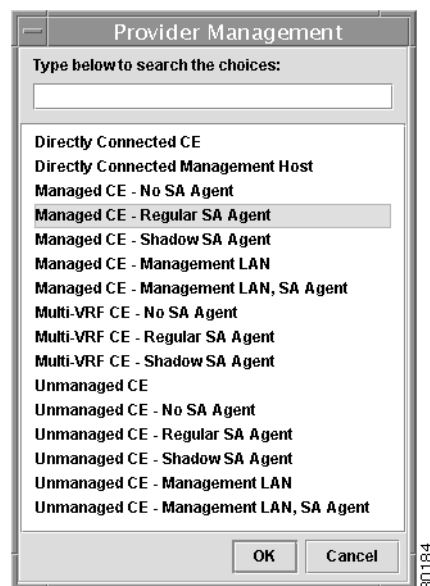 Provider Management
Type below to search the choices:
Directly Connected CE
Directly Connected Management Host
Managed CE - No SA Agent
Managed CE - Regular SA Agent
Managed CE - Shadow SA Agent
Managed CE - Management LAN
Managed CE - Management LAN, SA Agent
Multi-VRF CE - No SA Agent
Multi-VRF CE - Regular SA Agent
Multi-VRF CE - Shadow SA Agent
Unmanaged CE
Unmanaged CE - No SA Agent
Unmanaged CE - Regular SA Agent
Unmanaged CE - Shadow SA Agent
Unmanaged CE - Management LAN
Unmanaged CE - Management LAN, SA Agent
OK Cancel